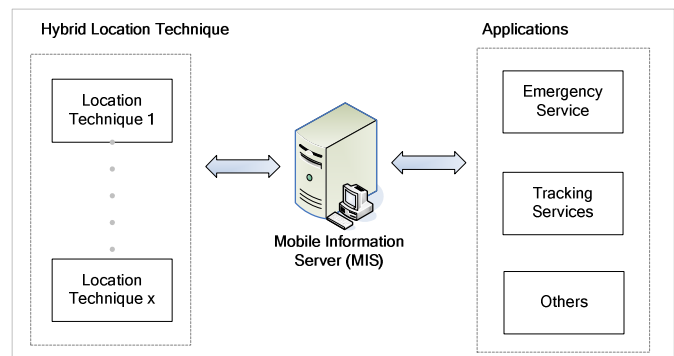 Hybrid Location Technique
Location
Technique 1
Location
Technique x
Mobile Information
Server (MIS)
Applications
Emergency
Service
Tracking
Services
Others